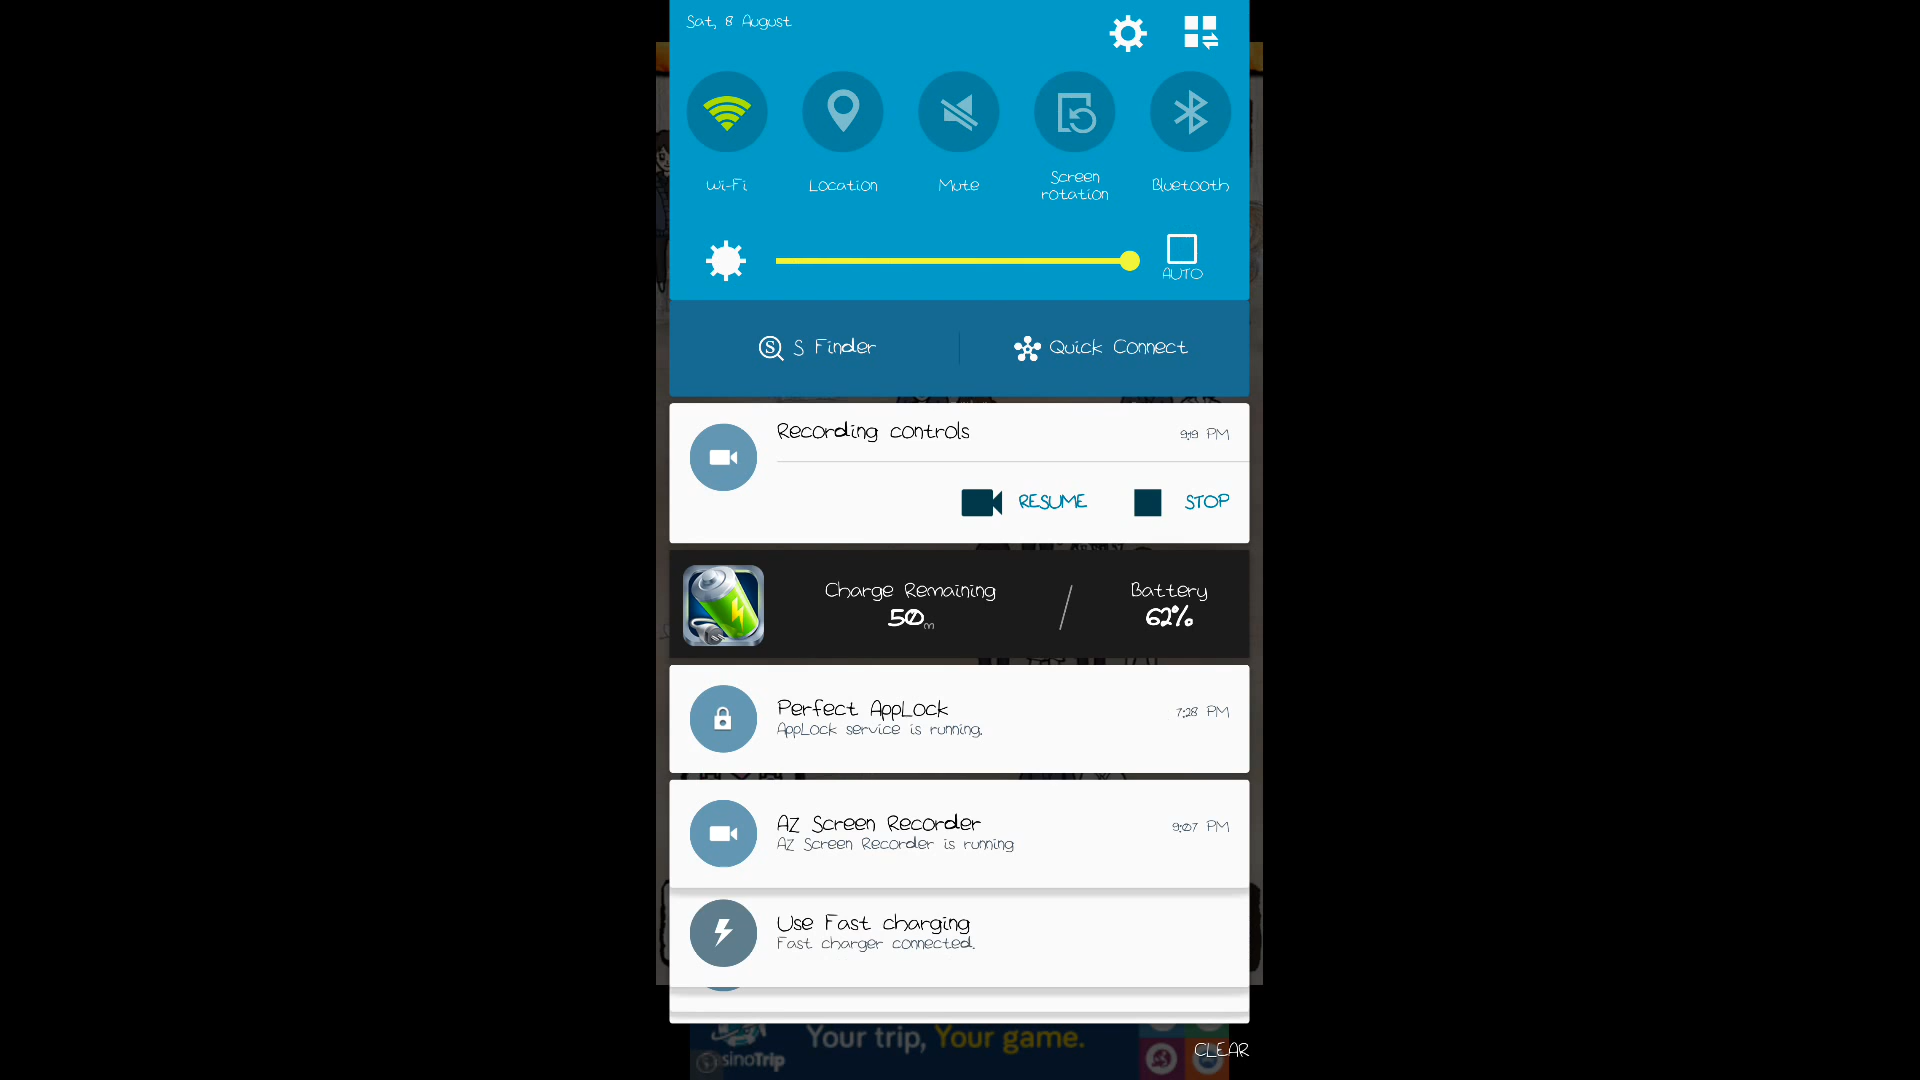 Sat, 8 August
Wi-Fi
Location
Mute
Screen rotation
Bluetooth
AUTO
S Finder
Quick Connect
Recording controls
9:19 PM
RESUME
STOP
Charge Remaining
50m
Battery
62%
Perfect AppLock
7:28 PM
AppLock service is running.
AZ Screen Recorder
9:07 PM
AZ Screen Recorder is running
Use Fast charging
Fast charger connected.
Your trip, Your game.
sinoTrip
CLEAR